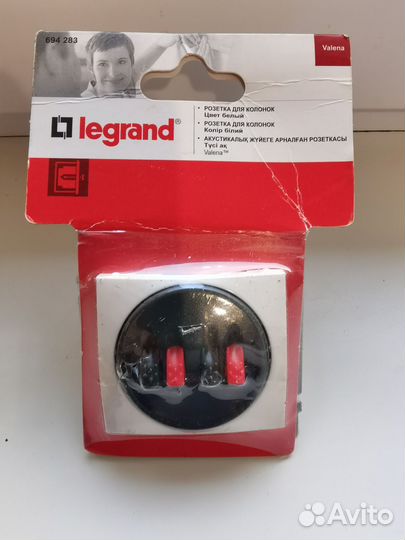 694 283
Valena
legrand®
• РОЗЕТКА ДЛЯ КОЛОНОК
Цвет белый
• РОЗЕТКА ДЛЯ КОЛОНОК
Колір білий
• АКУСТИКАЛЫҚ ЖҮЙЕГЕ АРНАЛҒАН РОЗЕТКАСЫ
Түсі ақ
Valena™
Avito